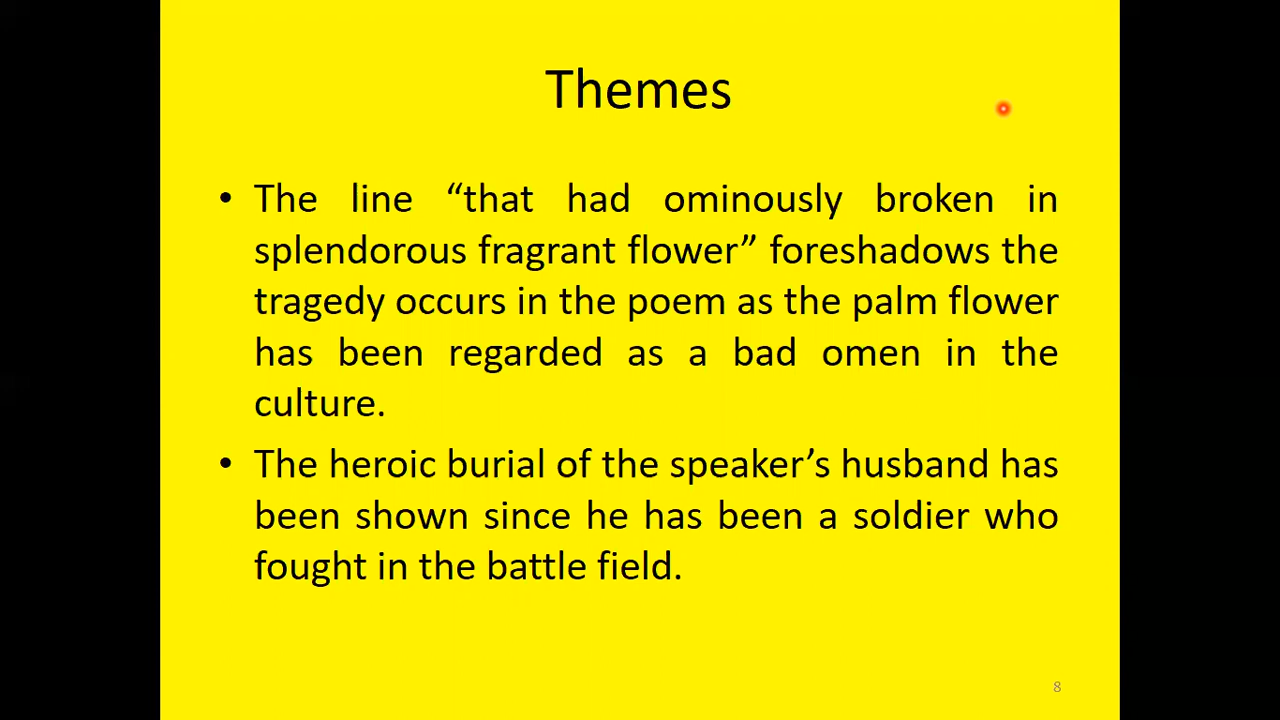 Themes
• The line “that had ominously broken in
splendorous fragrant flower” foreshadows the
tragedy occurs in the poem as the palm flower
has been regarded as a bad omen in the
culture.
• The heroic burial of the speaker’s husband has
been shown since he has been a soldier who
fought in the battle field.
8